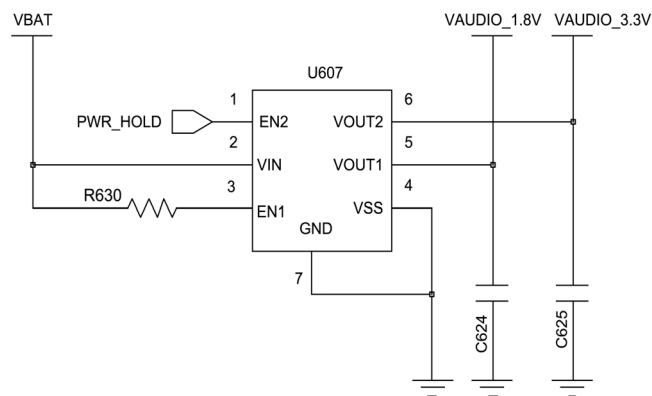 VBAT
VAUDIO_1.8V VAUDIO_3.3V
U607
1 6
PWR_HOLD EN2 VOUT2
2 5
VIN VOUT1
3 4
R630 EN1 VSS
GND
7
C624 C625